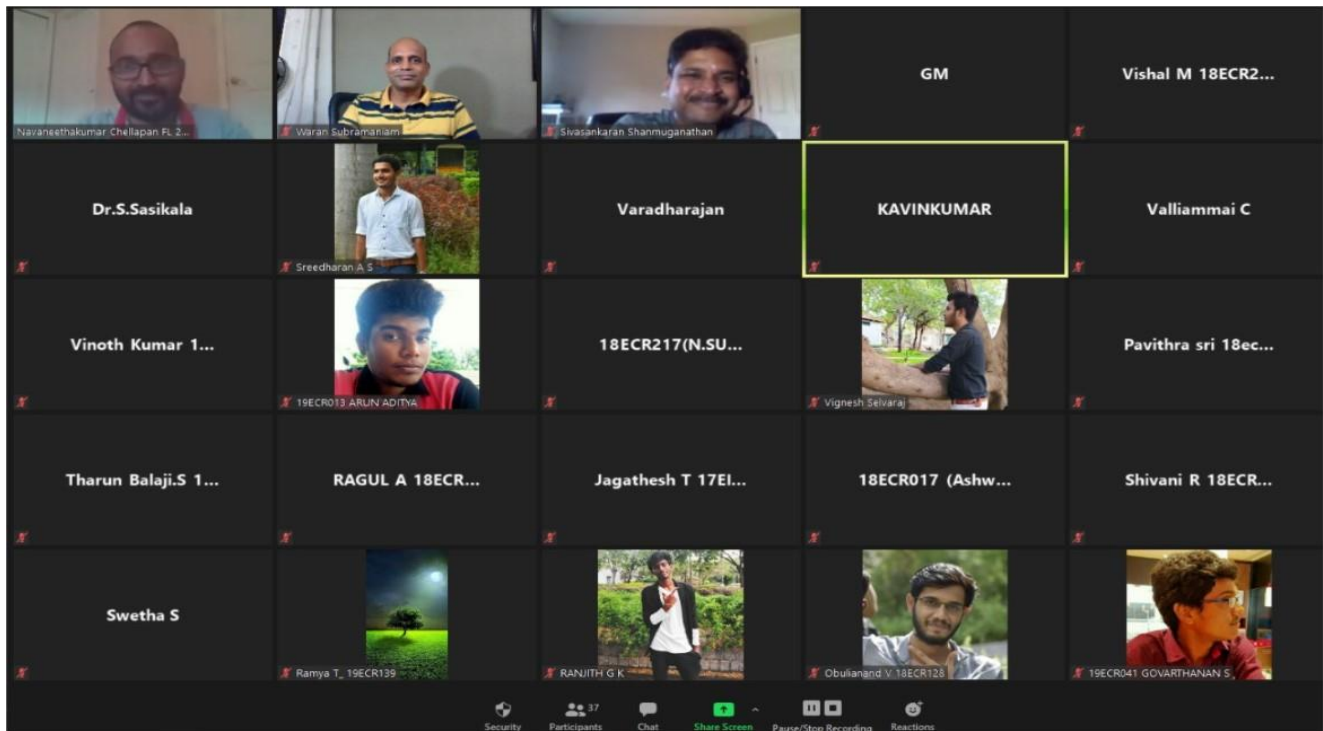 Navaneethakumar Chellapan FL 2...
Waran Subramaniam
Sivasankaran Shanmuganathan
GM
Vishal M 18ECR2...
Dr.S.Sasikala
Sreedharan A S
Varadharajan
KAVINKUMAR
Valliammai C
Vinoth Kumar 1...
19ECR013 ARUN ADITYA
18ECR217(N.SU...
Vignesh Selvaraj
Pavithra sri 18ec...
Tharun Balaji.S 1...
RAGUL A 18ECR...
Jagathesh T 17EI...
18ECR017 (Ashw...
Shivani R 18ECR...
Swetha S
Ramya T_ 19ECR139
RANJITH G K
Obulianand V 18ECR128
19ECR041 GOVARTHANAN S
Security
Participants 37
Chat
Share Screen
Pause/Stop Recording
Reactions